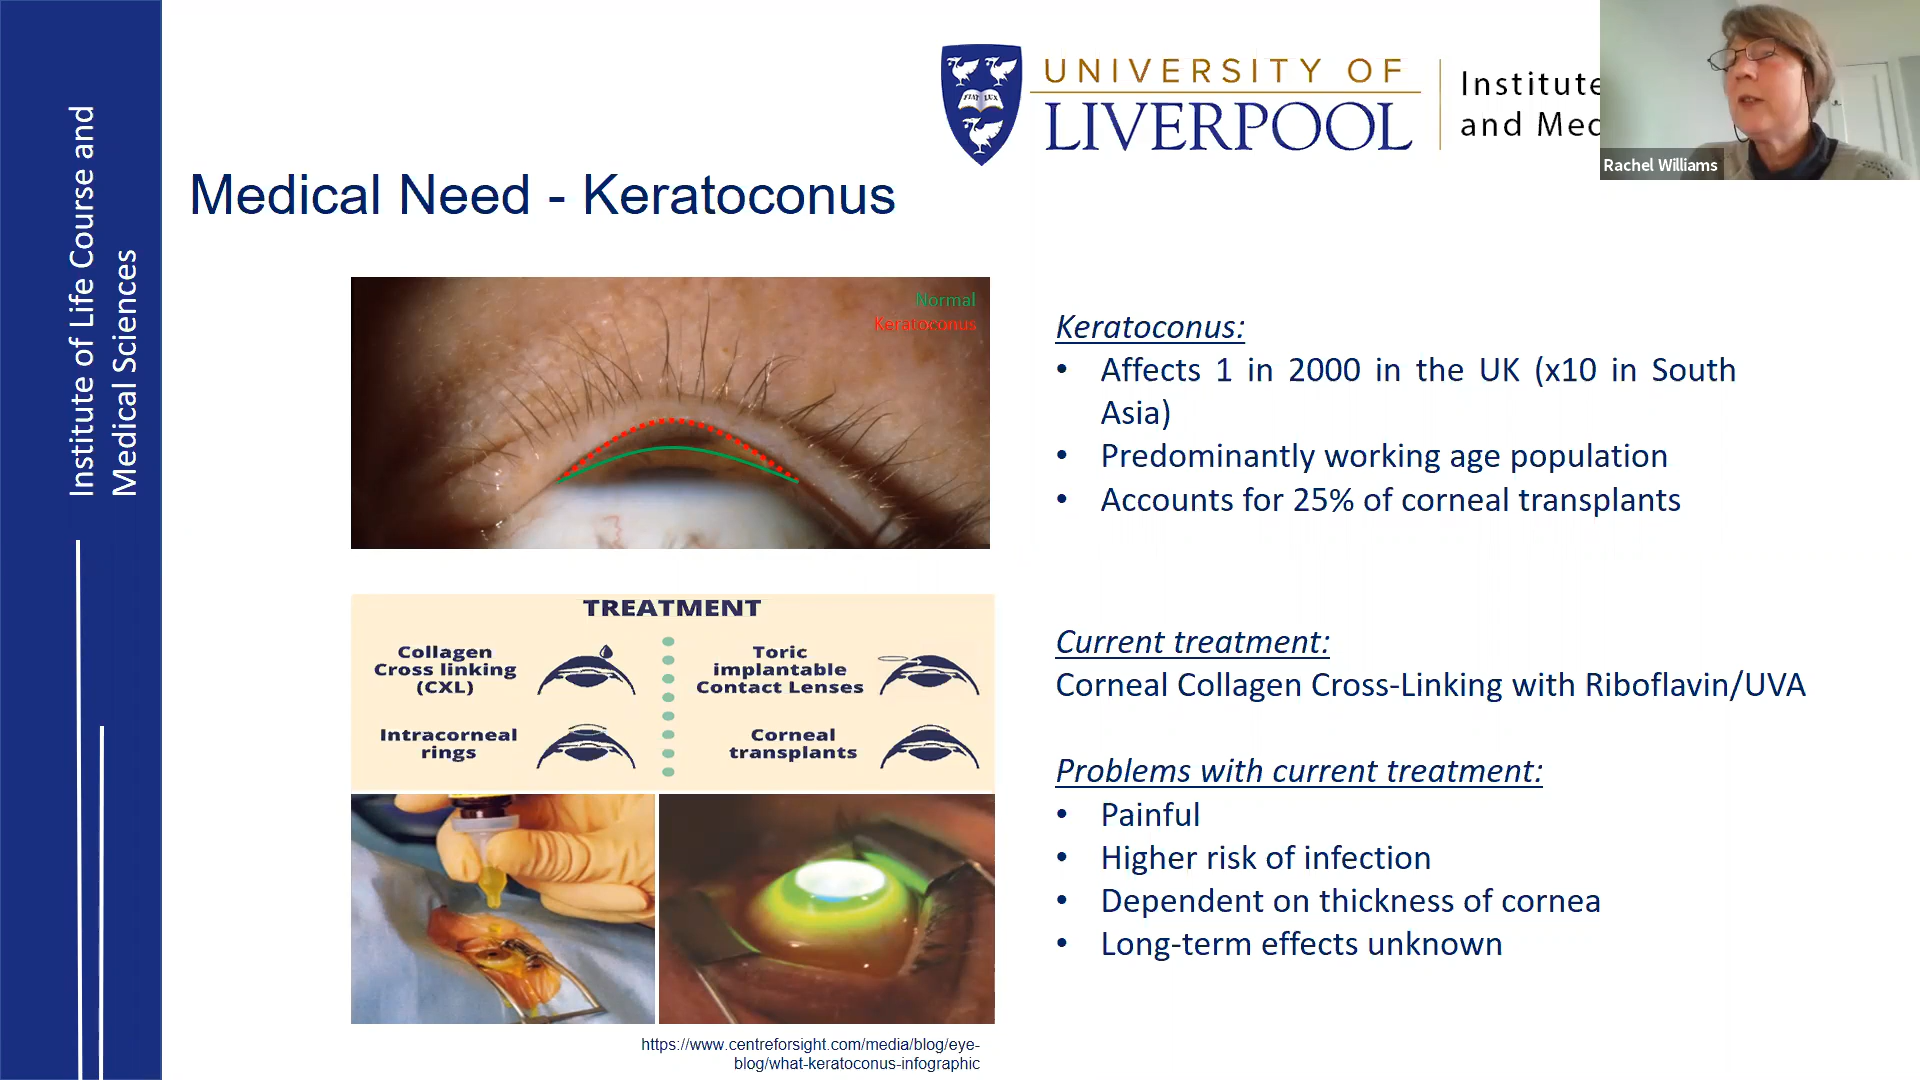 Institute of Life Course and
Medical Sciences
UNIVERSITY OF
LIVERPOOL
FIAT LUX
Institute
and Med
Rachel Williams
Medical Need - Keratoconus
Normal
Keratoconus
Keratoconus:
• Affects 1 in 2000 in the UK (x10 in South
Asia)
• Predominantly working age population
• Accounts for 25% of corneal transplants
TREATMENT
Collagen
Cross linking
(CXL)
Toric
implantable
Contact Lenses
Intracorneal
rings
Corneal
transplants
Current treatment:
Corneal Collagen Cross-Linking with Riboflavin/UVA
Problems with current treatment:
• Painful
• Higher risk of infection
• Dependent on thickness of cornea
• Long-term effects unknown
https://www.centreforsight.com/media/blog/eye-
blog/what-keratoconus-infographic